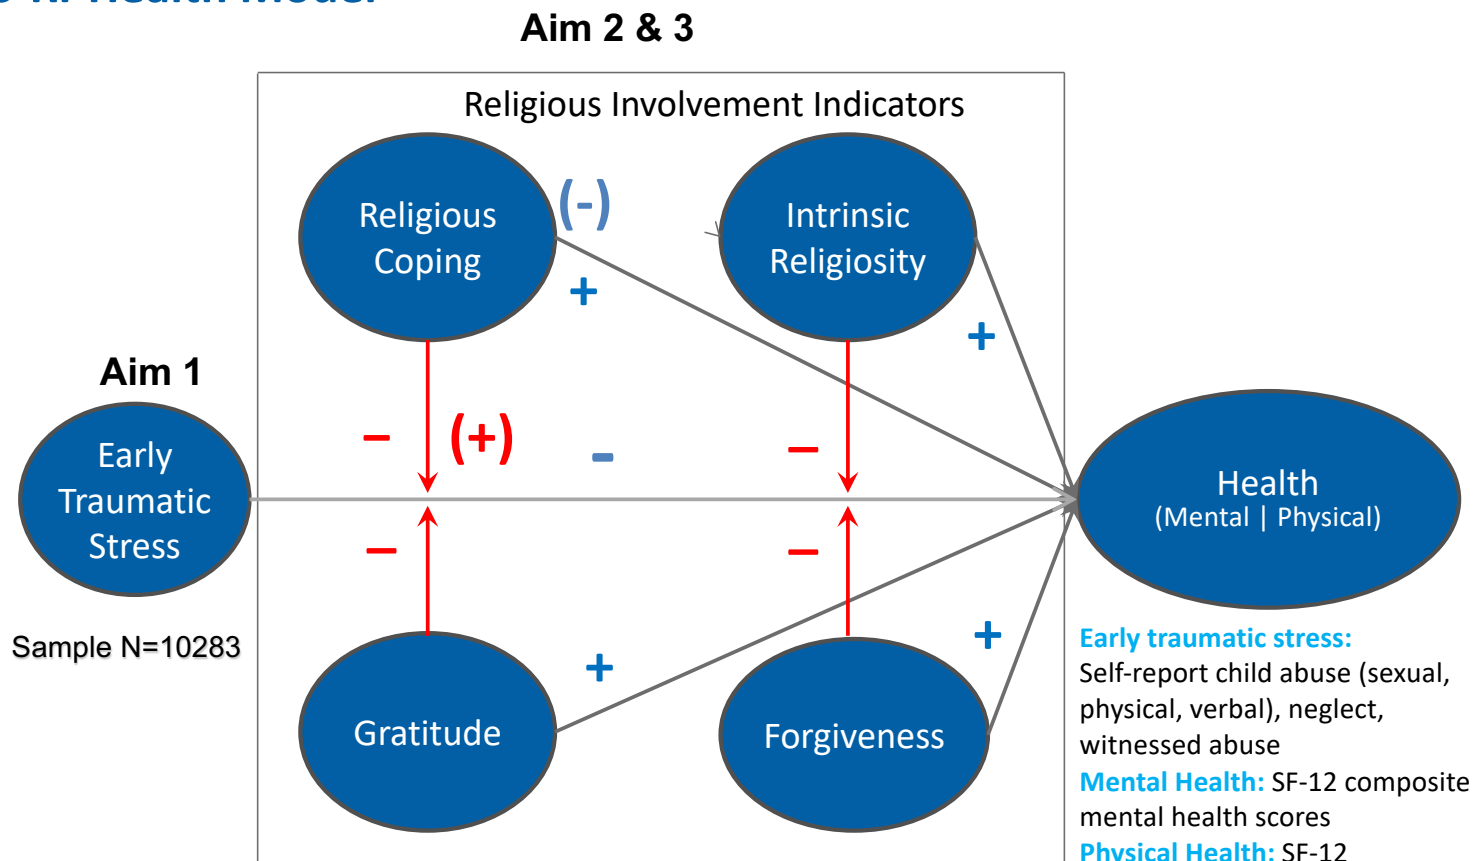 Health Model
Aim 2 & 3
Religious Involvement Indicators
Religious
Coping
(-)
+
Intrinsic
Religiosity
+
Aim 1
Early
Traumatic
Stress
–
(+)
-
–
Health
(Mental | Physical)
–
–
Sample N=10283
Gratitude
+
Forgiveness
+
Early traumatic stress:
Self-report child abuse (sexual,
physical, verbal), neglect,
witnessed abuse
Mental Health: SF-12 composite
mental health scores
Physical Health: SF-12